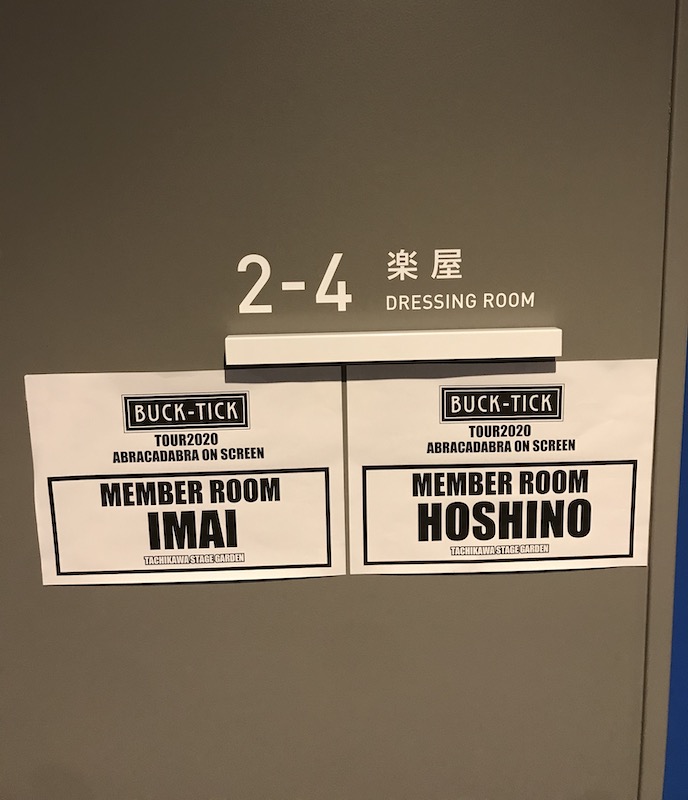 2-4 楽屋
DRESSING ROOM
BUCK-TICK
TOUR2020
ABRACADABRA ON SCREEN
MEMBER ROOM
IMAI
TACHIKAWA STAGE GARDEN
BUCK-TICK
TOUR2020
ABRACADABRA ON SCREEN
MEMBER ROOM
HOSHINO
TACHIKAWA STAGE GARDEN